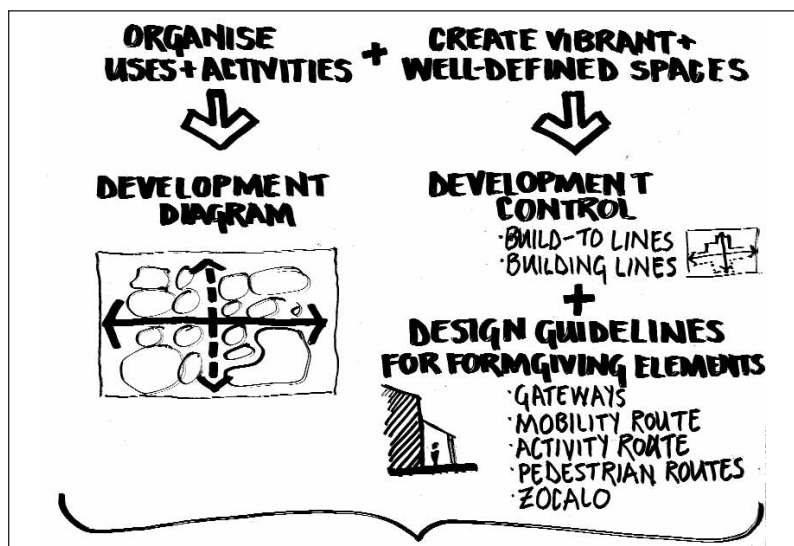 ORGANISE
USES + ACTIVITIES
+
CREATE VIBRANT +
WELL-DEFINED SPACES
DEVELOPMENT
DIAGRAM
DEVELOPMENT
CONTROL
· BUILD-TO LINES
· BUILDING LINES
+
DESIGN GUIDELINES
FOR FORMGIVING ELEMENTS
· GATEWAYS
· MOBILITY ROUTE
· ACTIVITY ROUTE
· PEDESTRIAN ROUTES
· ZOCALO